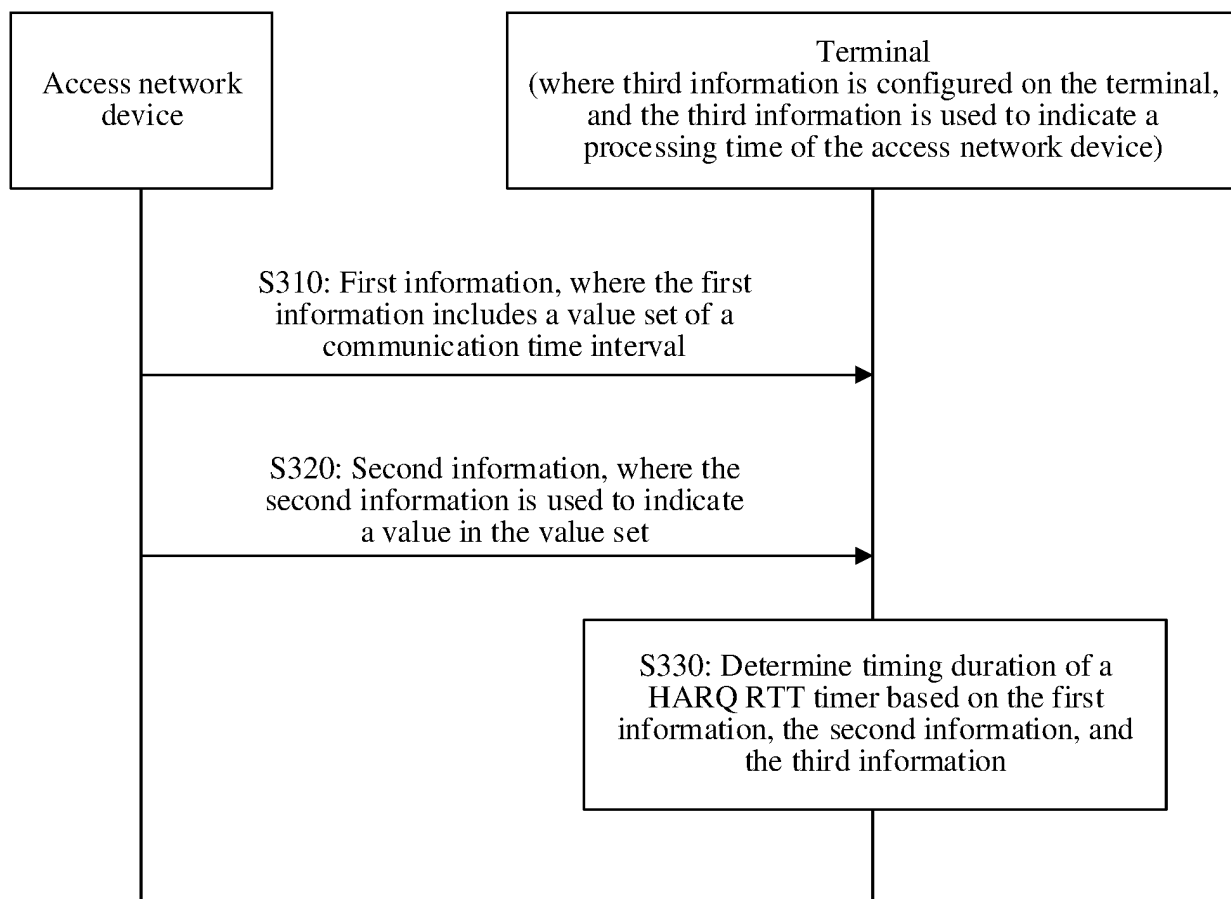 Access network
device
Terminal
(where third information is configured on the terminal,
and the third information is used to indicate a
processing time of the access network device)
S310: First information, where the first
information includes a value set of a
communication time interval
S320: Second information, where the
second information is used to indicate
a value in the value set
S330: Determine timing duration of a
HARQ RTT timer based on the first
information, the second information, and
the third information